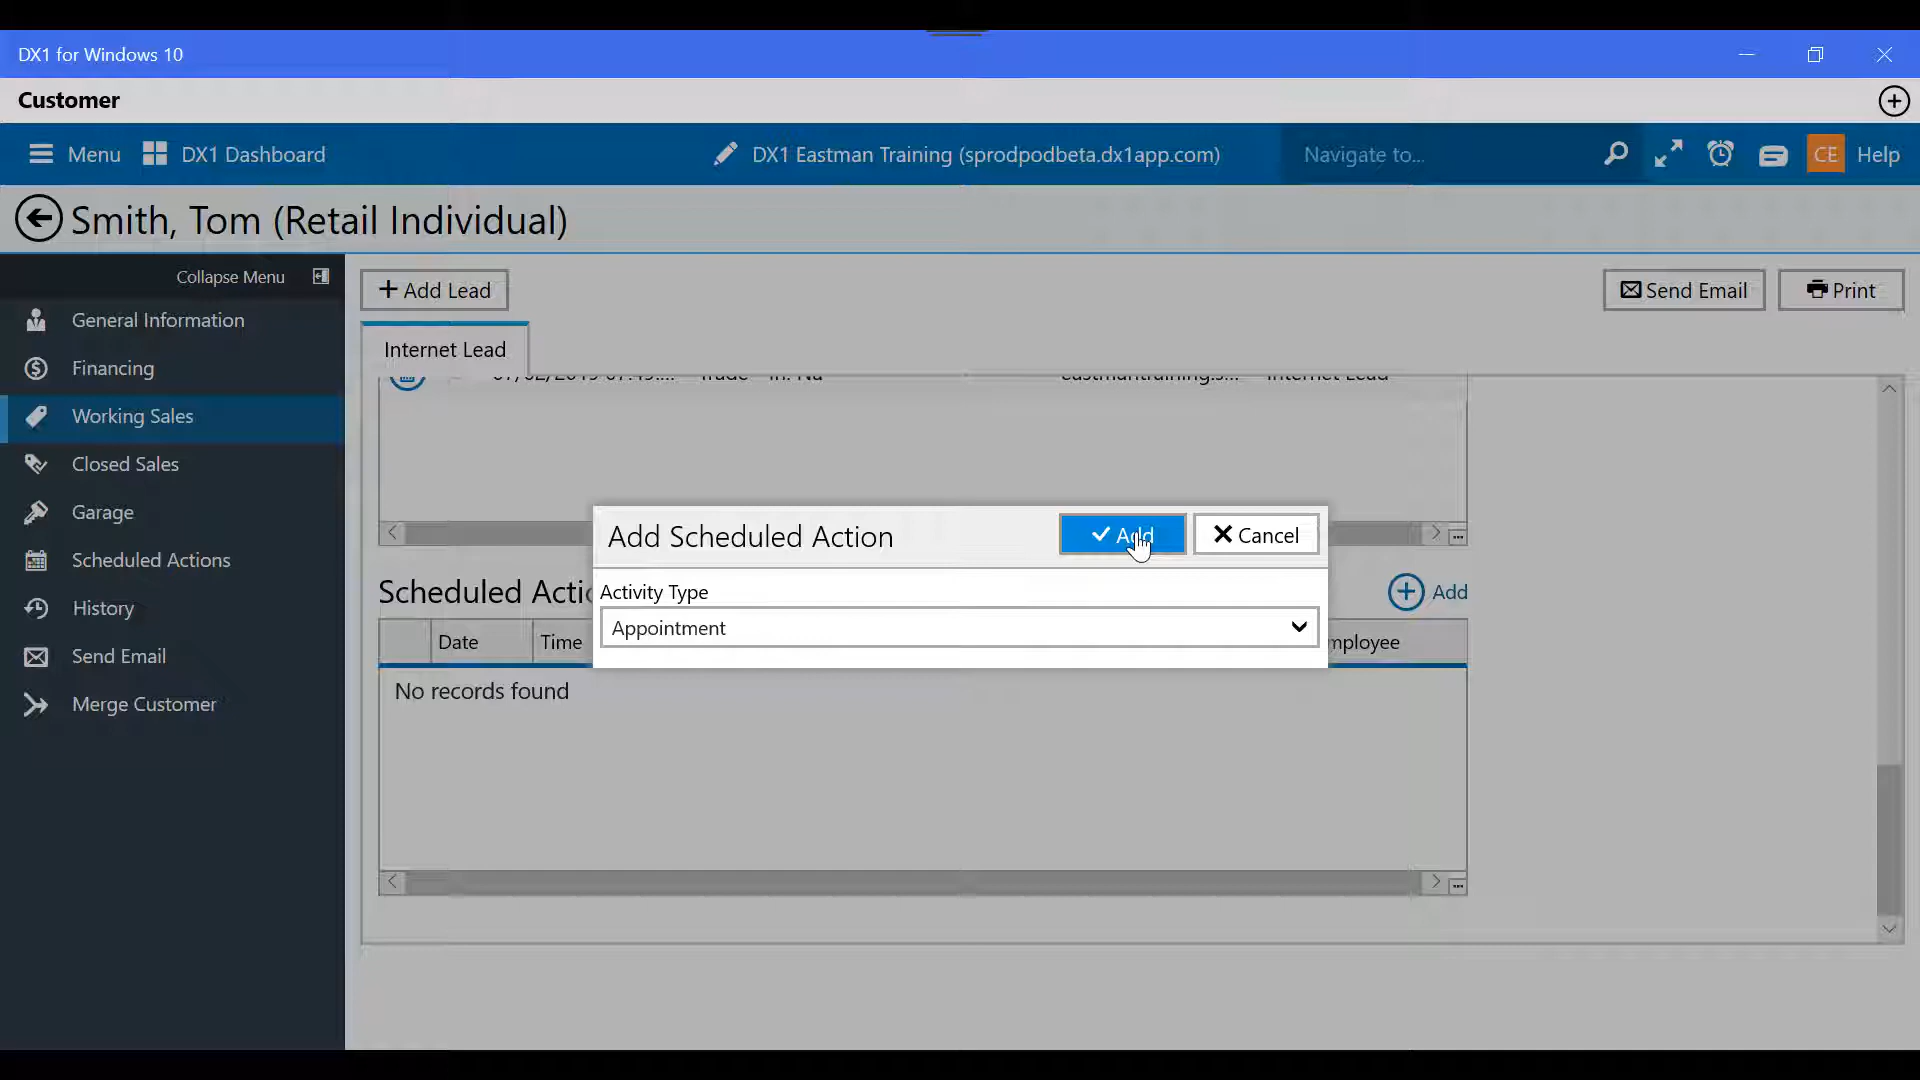 DX1 for Windows 10
Customer
Menu DX1 Dashboard DX1 Eastman Training (sprodpodbeta.dx1app.com) Navigate to... CE Help
Smith, Tom (Retail Individual)
Collapse Menu
General Information
Financing
Working Sales
Closed Sales
Garage
Scheduled Actions
History
Send Email
Merge Customer
+ Add Lead
Send Email Print
Internet Lead
eastmantraining.s... Internet Lead
Add Scheduled Action Add Cancel
Activity Type
Appointment
Scheduled Acti
Add
Date Time mployee
No records found